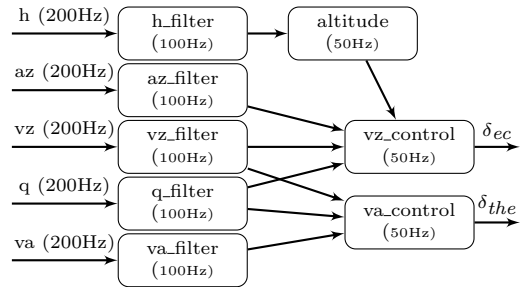 h (200Hz)
h_filter
(100Hz)
altitude
(50Hz)
az (200Hz)
az_filter
(100Hz)
vz (200Hz)
vz_filter
(100Hz)
vz_control
(50Hz)
δec
q (200Hz)
q_filter
(100Hz)
va_control
(50Hz)
δthe
va (200Hz)
va_filter
(100Hz)